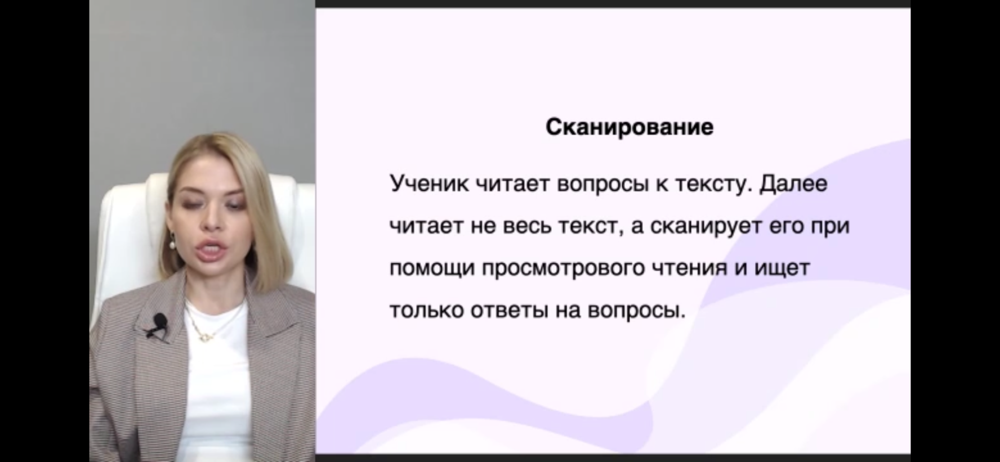 Сканирование
Ученик читает вопросы к тексту. Далее
читает не весь текст, а сканирует его при
помощи просмотрового чтения и ищет
только ответы на вопросы.